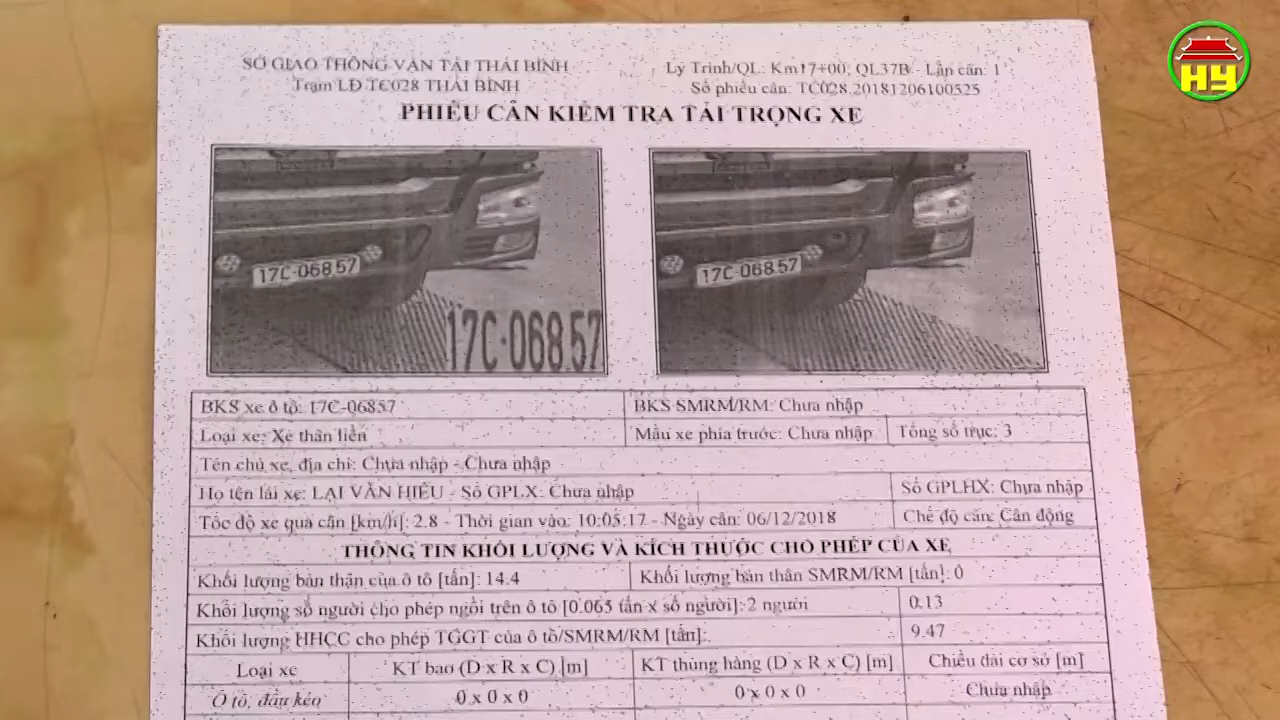 HY
SỞ GIAO THÔNG VẬN TẢI THÁI BÌNH
Trạm LĐ TC028 THÁI BÌNH
Lý Trình/QL: Km17+00; QL37B - Lần cân: 1
Số phiếu cân: TC028.20181206100525
PHIẾU CÂN KIỂM TRA TẢI TRỌNG XE
17C-068.57
17C-068.57
17C-068.57
BKS xe ô tô: 17C-06857
BKS SMRM/RM: Chưa nhập
Loại xe: Xe thân liền
Mẫu xe phía trước: Chưa nhập
Tổng số trục: 3
Tên chủ xe, địa chỉ: Chưa nhập - Chưa nhập
Họ tên lái xe: LẠI VĂN HIẾU - Số GPLX: Chưa nhập
Số GPLHX: Chưa nhập
Tốc độ xe qua cân [km/h]: 2.8 - Thời gian vào: 10:05:17 - Ngày cân: 06/12/2018
Chế độ cân: Cân động
THÔNG TIN KHỐI LƯỢNG VÀ KÍCH THƯỚC CHO PHÉP CỦA XE
Khối lượng bản thân của ô tô [tấn]: 14.4
Khối lượng bản thân SMRM/RM [tấn]: 0
Khối lượng số người cho phép ngồi trên ô tô [0.065 tấn x số người]: 2 người
0.13
Khối lượng HHCC cho phép TGGT của ô tô/SMRM/RM [tấn]:
9.47
Loại xe
KT bao (D x R x C) [m]
KT thùng hàng (D x R x C) [m]
Chiều dài cơ sở [m]
Ô tô, đầu kéo
0 x 0 x 0
0 x 0 x 0
Chưa nhập